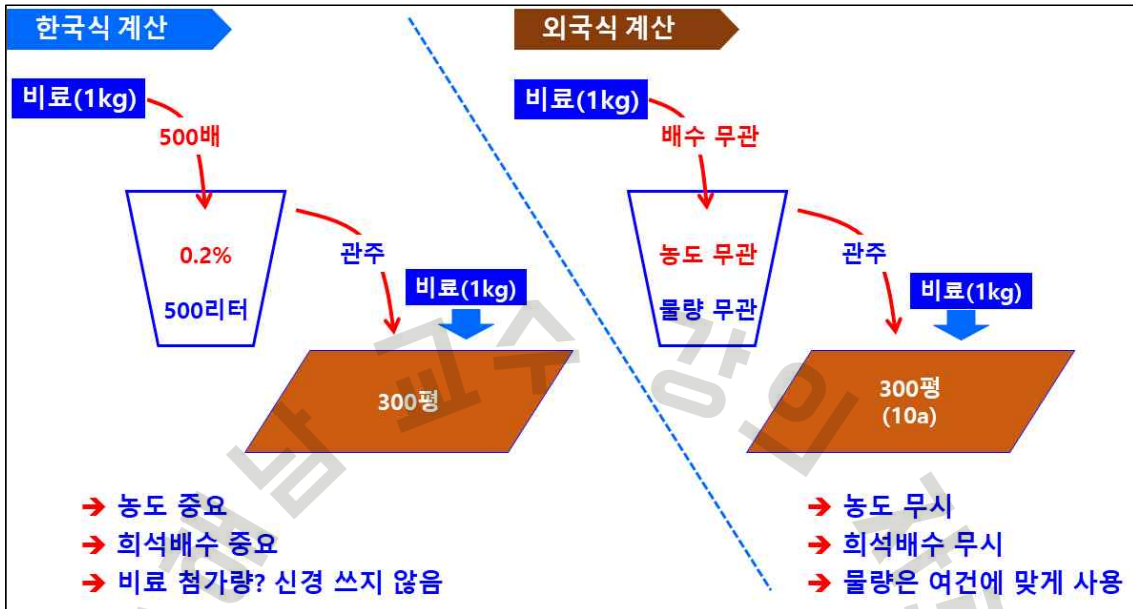 한국식 계산
비료(1kg)
500배
0.2%
500리터
관주
비료(1kg)
300평
➔ 농도 중요
➔ 희석배수 중요
➔ 비료 첨가량? 신경 쓰지 않음
외국식 계산
비료(1kg)
배수 무관
농도 무관
물량 무관
관주
비료(1kg)
300평
(10a)
➔ 농도 무시
➔ 희석배수 무시
➔ 물량은 여건에 맞게 사용
교수 강의